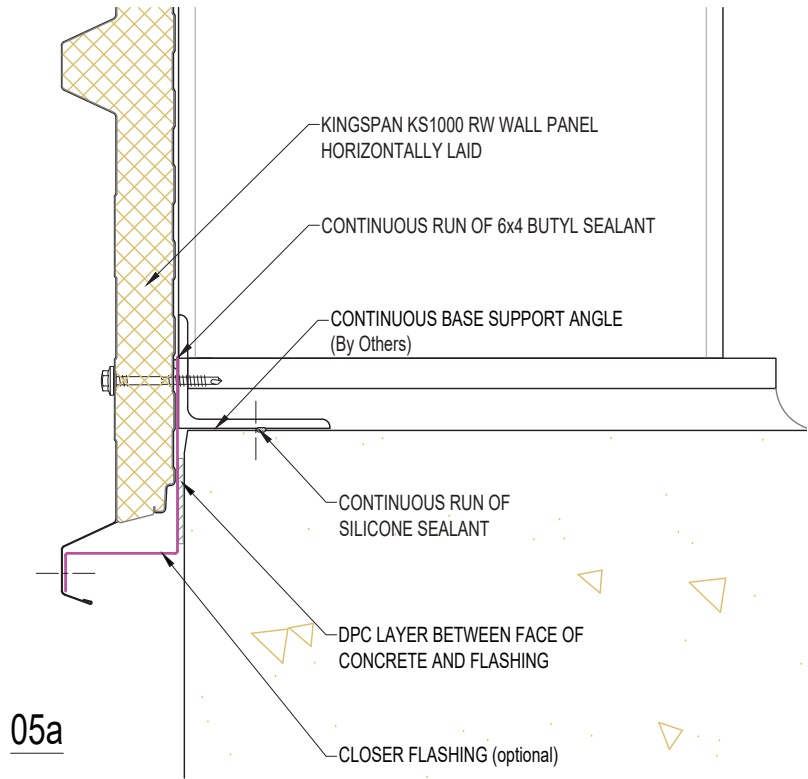 KINGSPAN KS1000 RW WALL PANEL
HORIZONTALLY LAID
CONTINUOUS RUN OF 6x4 BUTYL SEALANT
CONTINUOUS BASE SUPPORT ANGLE
(By Others)
CONTINUOUS RUN OF
SILICONE SEALANT
DPC LAYER BETWEEN FACE OF
CONCRETE AND FLASHING
05a
CLOSER FLASHING (optional)